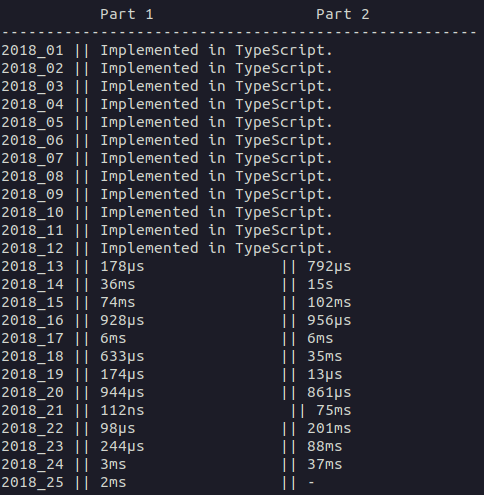 Part 1                  Part 2
-----------------------------------------------------
2018_01 || Implemented in TypeScript.
2018_02 || Implemented in TypeScript.
2018_03 || Implemented in TypeScript.
2018_04 || Implemented in TypeScript.
2018_05 || Implemented in TypeScript.
2018_06 || Implemented in TypeScript.
2018_07 || Implemented in TypeScript.
2018_08 || Implemented in TypeScript.
2018_09 || Implemented in TypeScript.
2018_10 || Implemented in TypeScript.
2018_11 || Implemented in TypeScript.
2018_12 || Implemented in TypeScript.
2018_13 || 178µs               || 792µs
2018_14 || 36ms                || 15s
2018_15 || 74ms                || 102ms
2018_16 || 928µs               || 956µs
2018_17 || 6ms                 || 6ms
2018_18 || 633µs               || 35ms
2018_19 || 174µs               || 13µs
2018_20 || 944µs               || 861µs
2018_21 || 112ns                || 75ms
2018_22 || 98µs                || 201ms
2018_23 || 244µs               || 88ms
2018_24 || 3ms                 || 37ms
2018_25 || 2ms                 || -